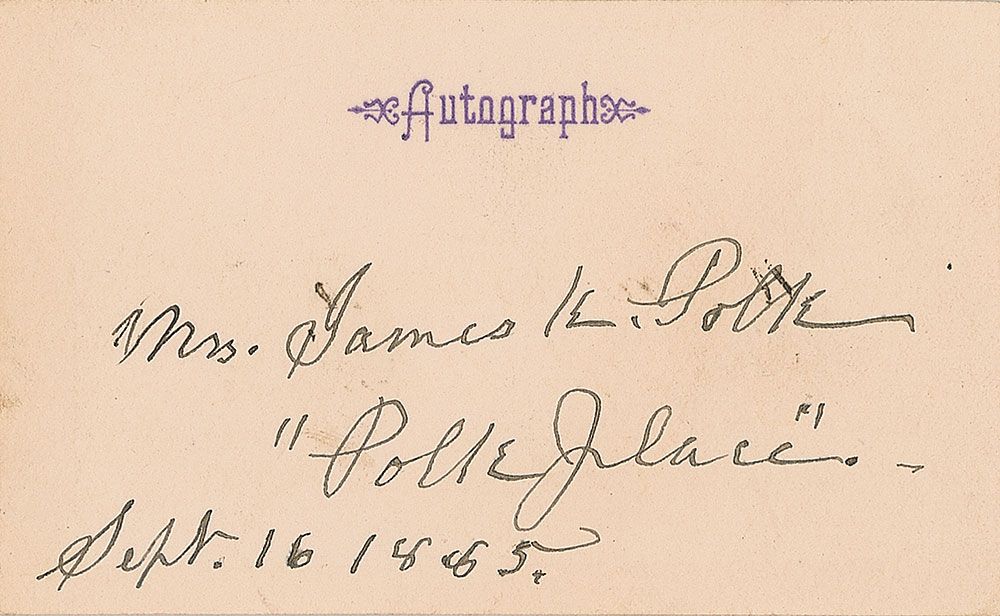 Autograph
Mrs. James K. Polk
"Polk Place".
Sept. 16 1885.